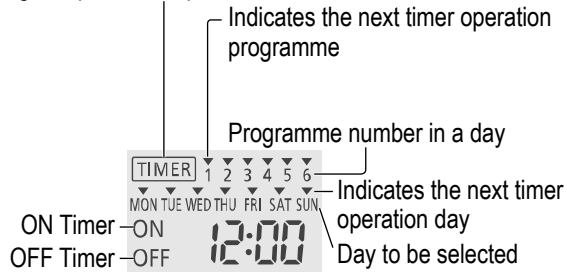 Indicates the next timer operation
programme
Programme number in a day
TIMER 1 2 3 4 5 6
MON TUE WED THU FRI SAT SUN
Indicates the next timer
operation day
ON Timer ON
OFF Timer OFF
12:00
Day to be selected